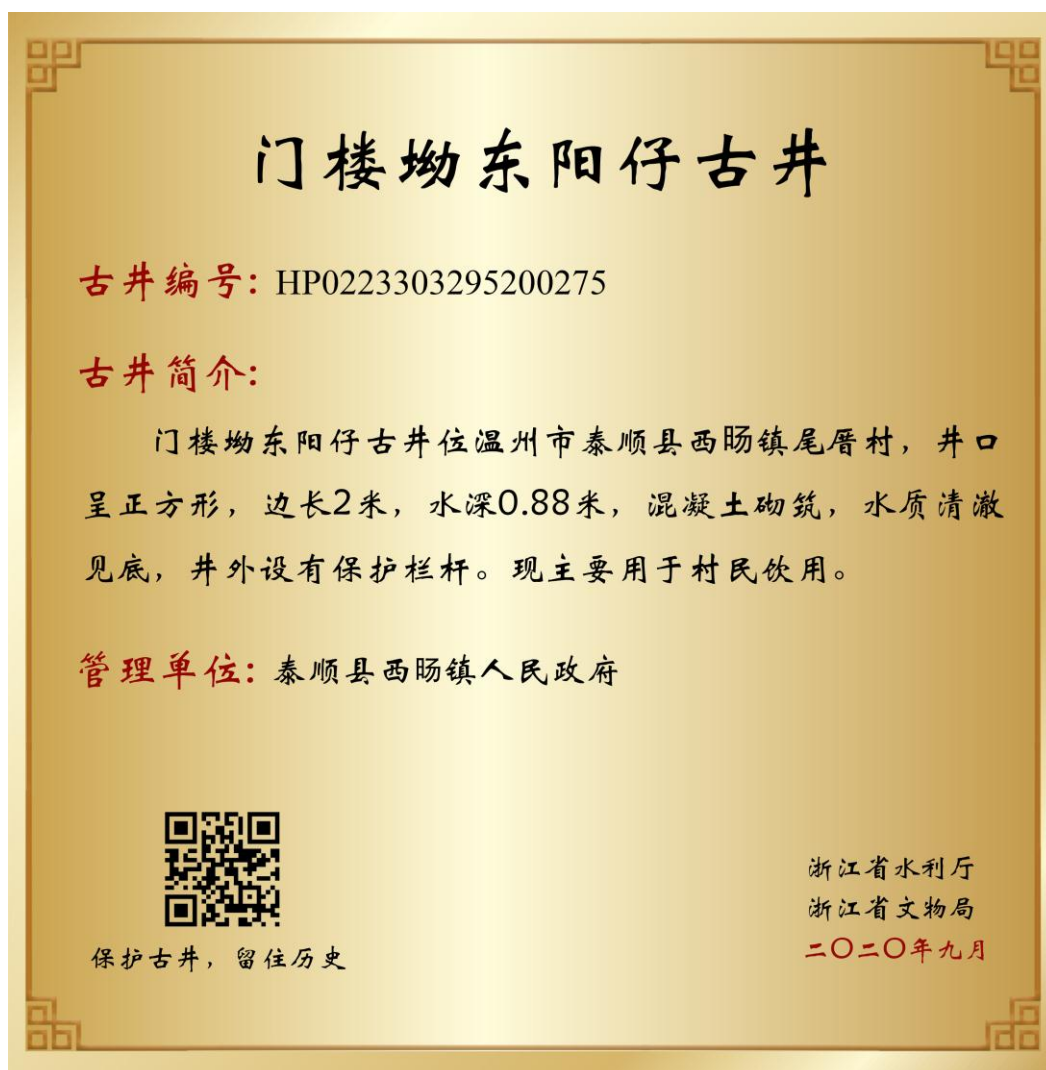 门楼坳东阳仔古井
古井编号: HP0223303295200275
古井简介:
门楼坳东阳仔古井位温州市泰顺县西旸镇尾厝村，井口
呈正方形，边长2米，水深0.88米，混凝土砌筑，水质清澈
见底，井外设有保护栏杆。现主要用于村民饮用。
管理单位: 泰顺县西旸镇人民政府
浙江省水利厅
浙江省文物局
二〇二〇年九月
保护古井，留住历史